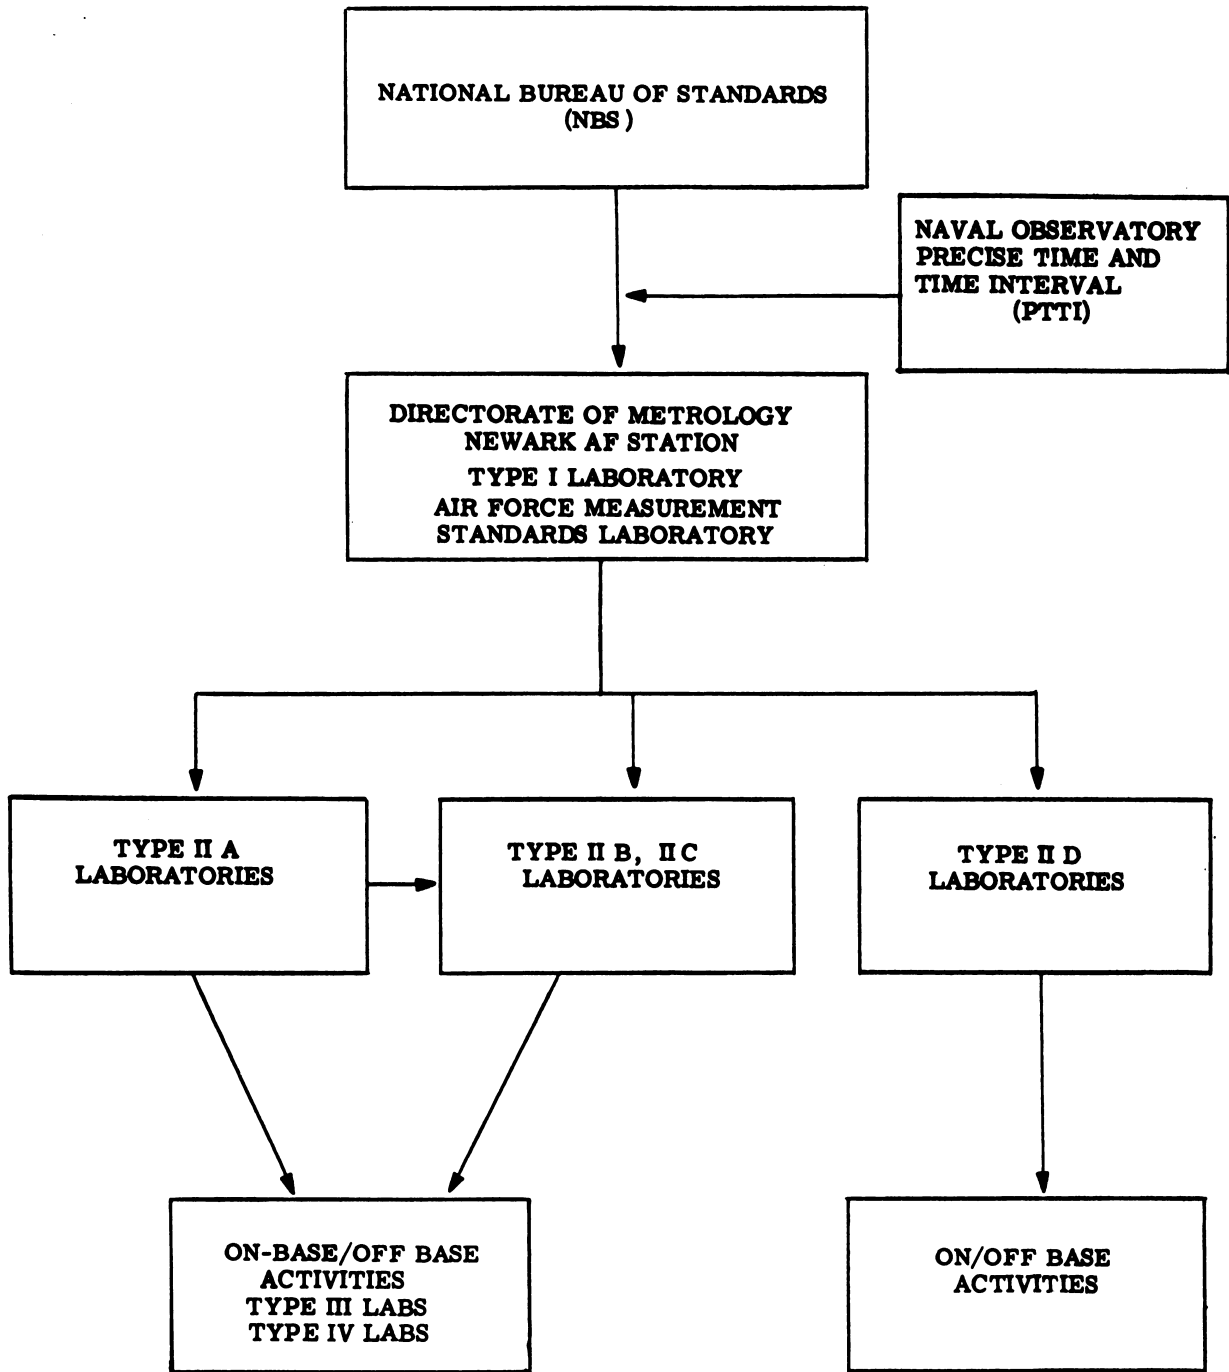 NATIONAL BUREAU OF STANDARDS
(NBS)
NAVAL OBSERVATORY
PRECISE TIME AND
TIME INTERVAL
(PTTI)
DIRECTORATE OF METROLOGY
NEWARK AF STATION
TYPE I LABORATORY
AIR FORCE MEASUREMENT
STANDARDS LABORATORY
TYPE II A
LABORATORIES
TYPE II B, II C
LABORATORIES
TYPE II D
LABORATORIES
ON-BASE/OFF BASE
ACTIVITIES
TYPE III LABS
TYPE IV LABS
ON/OFF BASE
ACTIVITIES